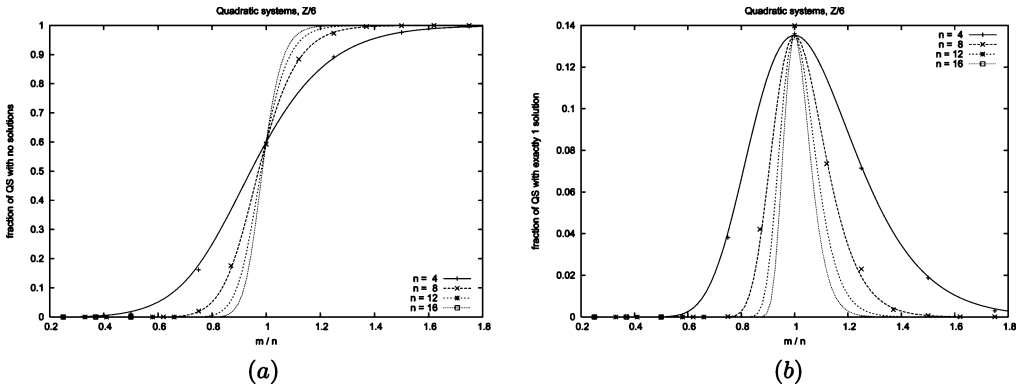 Quadratic systems, Z/6
fraction of QS with no solutions
1
0.9
0.8
0.7
0.6
0.5
0.4
0.3
0.2
0.1
0
0.2 0.4 0.6 0.8 1 1.2 1.4 1.6 1.8
m / n
n = 4
n = 8
n = 12
n = 16
(a)
Quadratic systems, Z/6
fraction of QS with exactly 1 solution
0.14
0.12
0.1
0.08
0.06
0.04
0.02
0
0.2 0.4 0.6 0.8 1 1.2 1.4 1.6 1.8
m / n
n = 4
n = 8
n = 12
n = 16
(b)